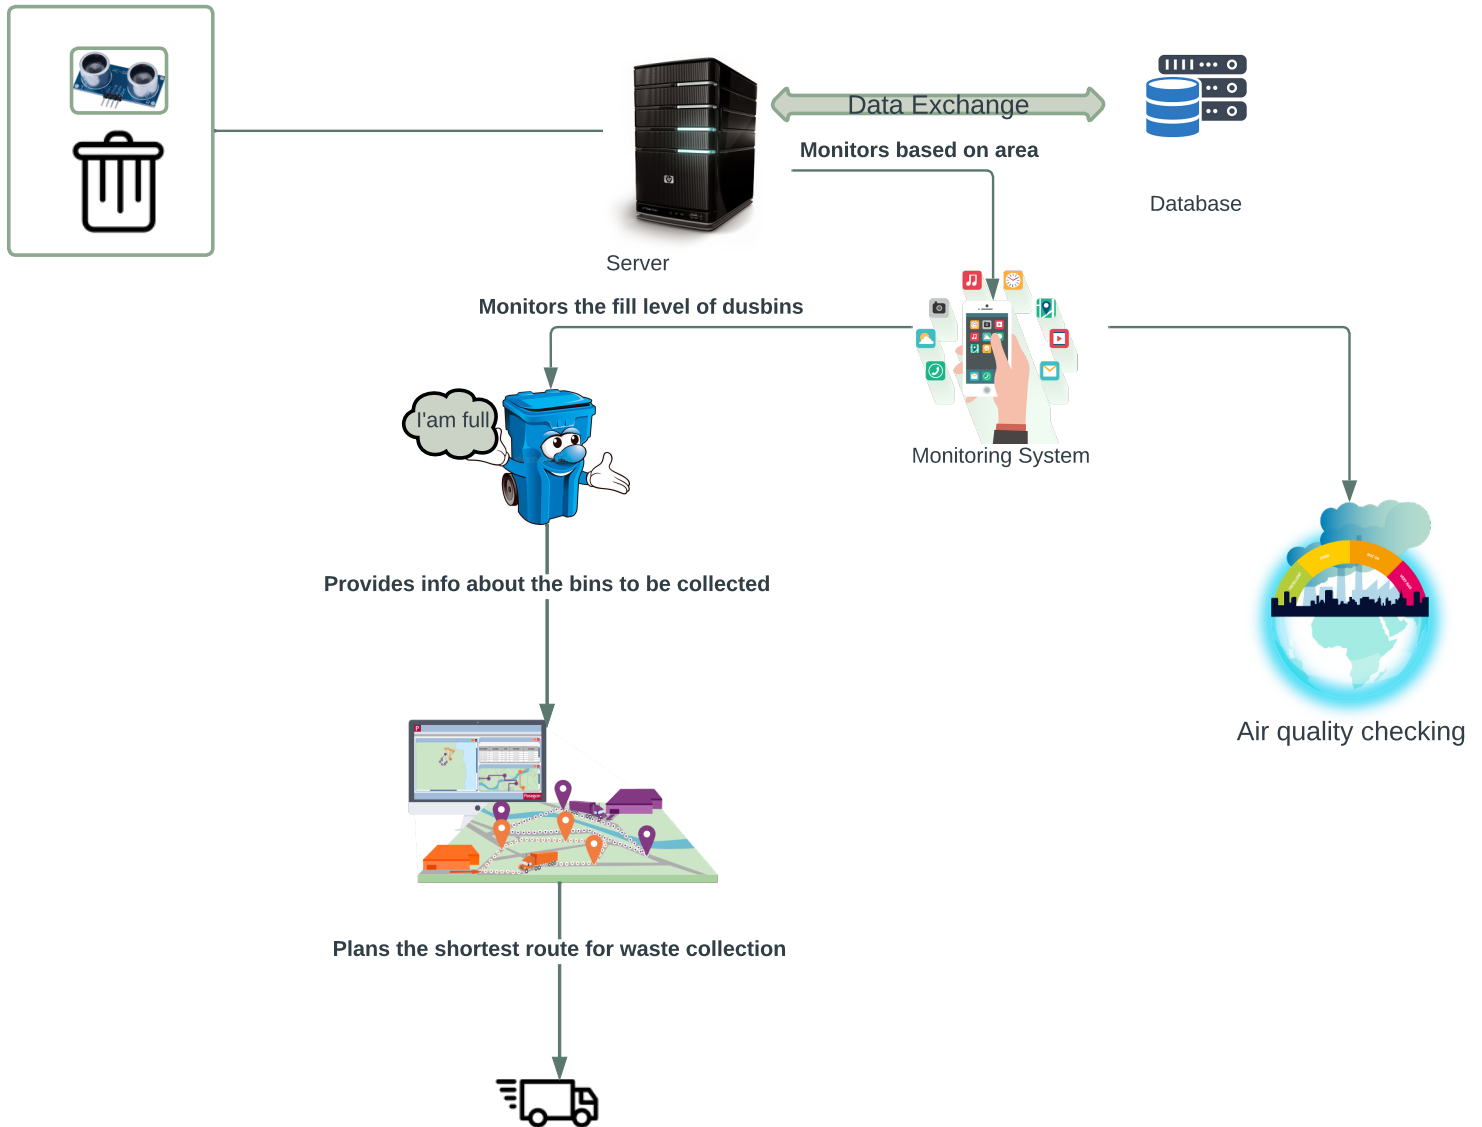 Data Exchange
Monitors based on area
Database
Server
Monitors the fill level of dusbins
I'am full
Monitoring System
Provides info about the bins to be collected
Air quality checking
Plans the shortest route for waste collection